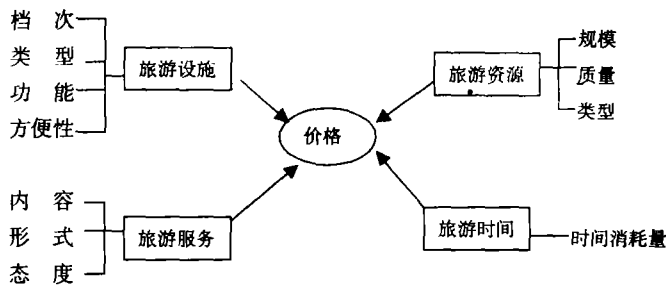 档 次
类 型
功 能
方便性
旅游设施
旅游资源
规模
质量
类型
价格
内 容
形 式
态 度
旅游服务
旅游时间
时间消耗量